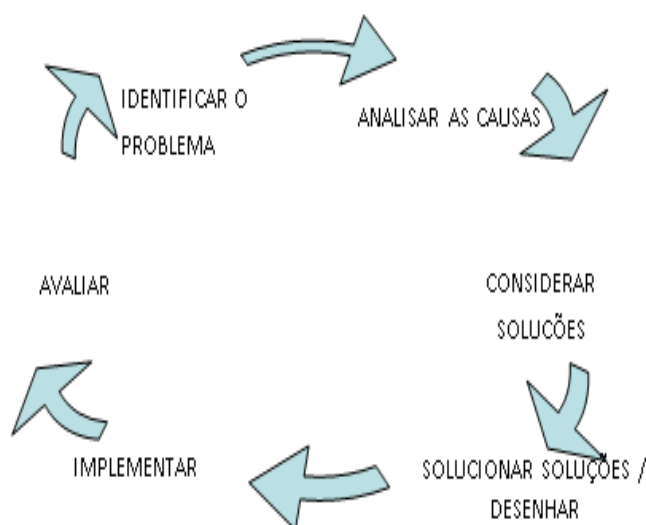 IDENTIFICAR O
PROBLEMA
ANALISAR AS CAUSAS
CONSIDERAR
SOLUCÕES
SOLUCIONAR SOLUÇÕES /
DESENHAR
IMPLEMENTAR
AVALIAR